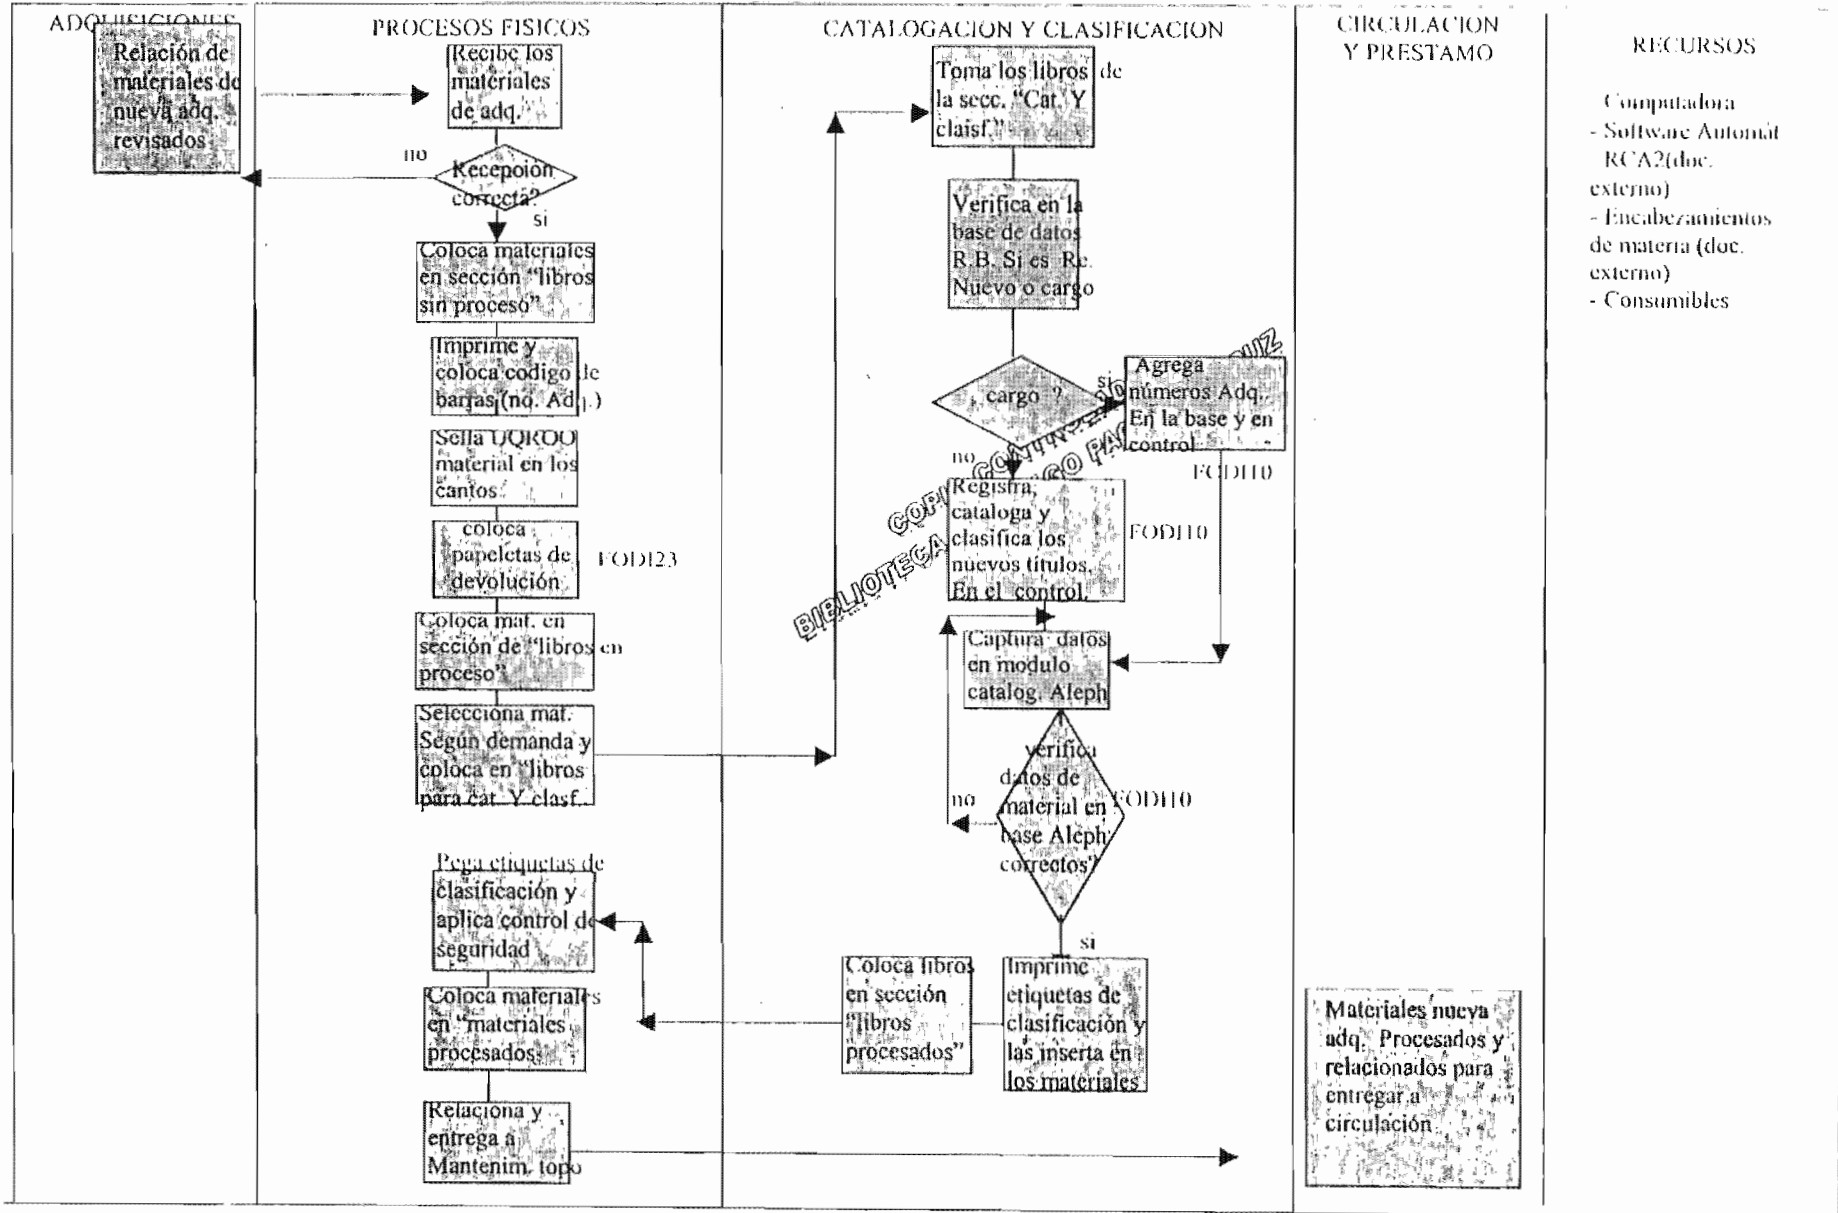 ADQUISICIONES
Relación de
materiales de
nueva adq.
revisados
PROCESOS FISICOS
Recibe los
materiales
de adq.
no
Recepción
correcta?
si
Coloca materiales
en sección “libros
sin proceso”
Imprime y
coloca codigo de
barras (no. Adq.)
Sella UQROO
material en los
cantos
coloca
papeletas de
devolución
FODI23
Coloca mat. en
sección de “libros en
proceso”
Selecciona mat.
Según demanda y
coloca en “libros
para cat. Y clasf.
Pega etiquetas de
clasificación y
aplica control de
seguridad
Coloca materiales
en “materiales
procesados
Relaciona y
entrega a
Mantenim. topo
CATALOGACION Y CLASIFICACION
Toma los libros de
la secc. “Cat. Y
claisf.”
Verifica en la
base de datos
R.B. Si es Re.
Nuevo o cargo
cargo ?
si
Agrega
números Adq.
En la base y en
control
FODI10
no
Registra,
cataloga y
clasifica los
nuevos títulos.
En el control.
FODI10
Captura datos
en modulo
catalog. Aleph
verifica
datos de
material en
base Aleph
correctos?
FODI10
no
si
Imprime
etiquetas de
clasificación y
las inserta en
los materiales
Coloca libros
en sección
“libros
procesados”
BIBLIOTECA
CIRCULACION
Y PRESTAMO
Materiales nueva
adq. Procesados y
relacionados para
entregar a
circulación
RECURSOS
Computadora
- Software Automát
RCA2(doc.
externo)
- Encabezamientos
de materia (doc.
externo)
- Consumibles